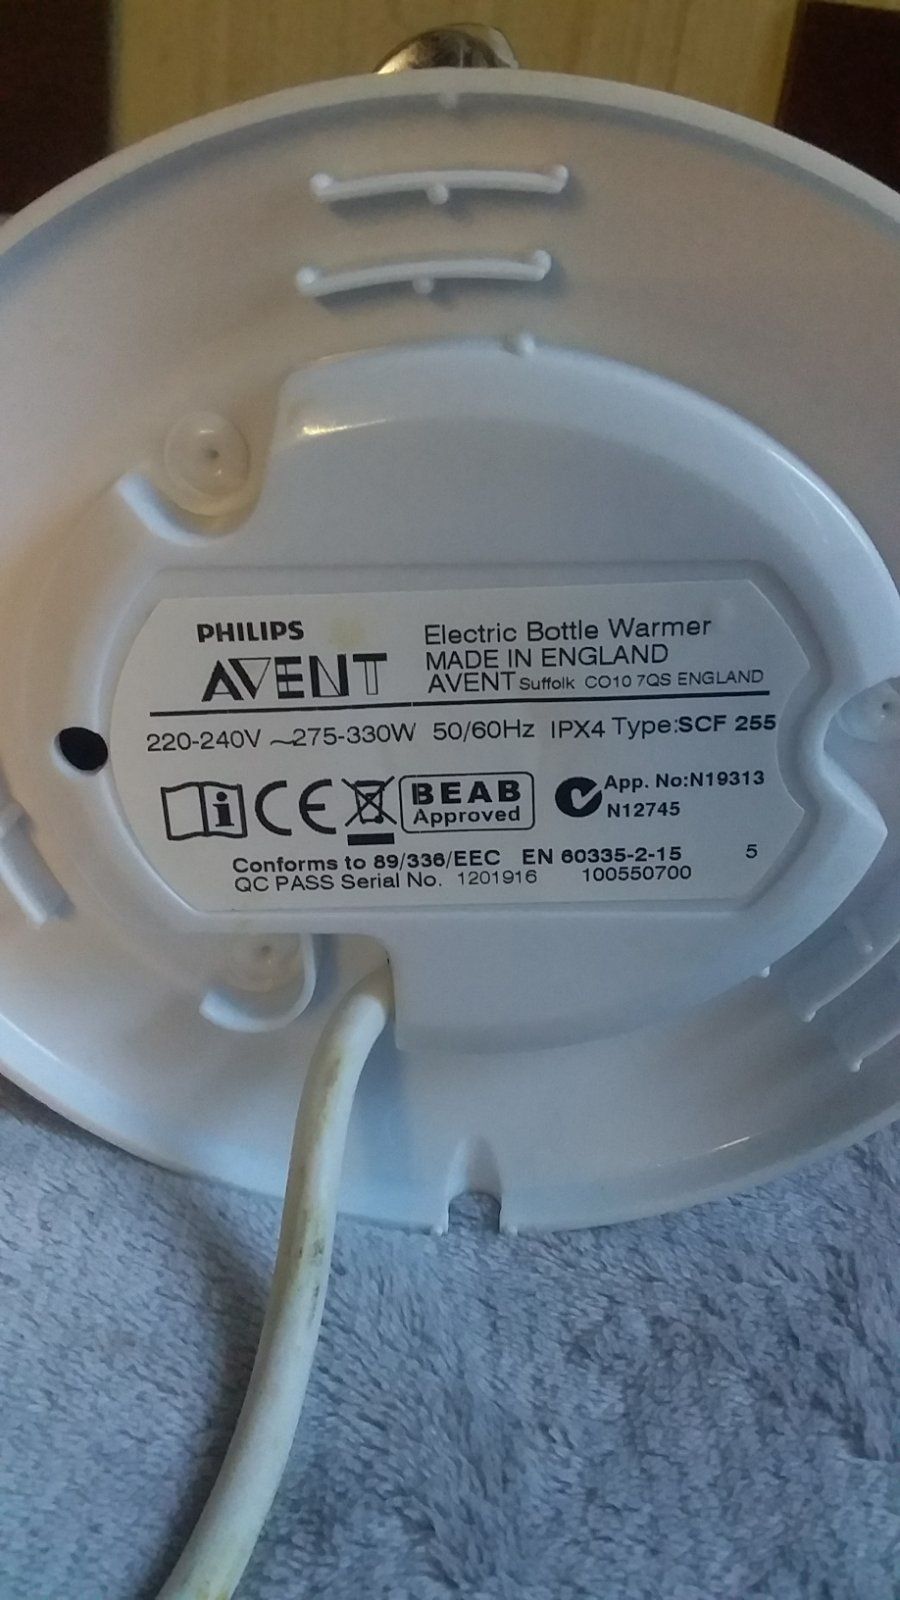 PHILIPS
AVENT
Electric Bottle Warmer
MADE IN ENGLAND
AVENT Suffolk CO10 7QS ENGLAND
220-240V ~275-330W 50/60Hz IPX4 Type:SCF 255
i CE BEAB
Approved
App. No:N19313
N12745
Conforms to 89/336/EEC EN 60335-2-15 5
QC PASS Serial No. 1201916 100550700